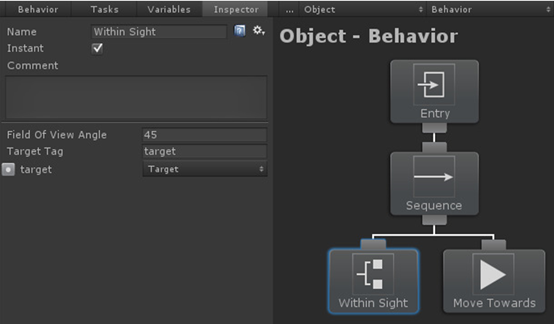 Behavior Tasks Variables Inspector
Name Within Sight
Instant
Comment
Field Of View Angle 45
Target Tag target
target Target
... Object Behavior
Object - Behavior
Entry
Sequence
Within Sight Move Towards